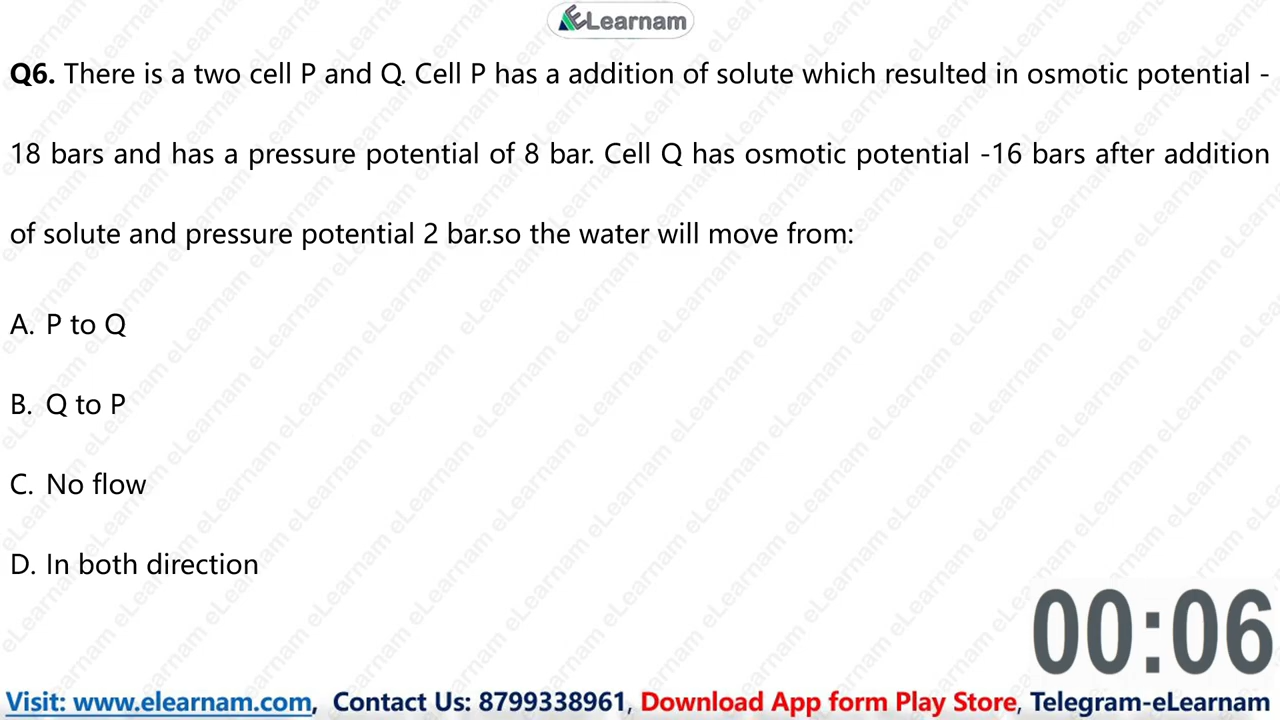 ELearnam
Q6. There is a two cell P and Q. Cell P has a addition of solute which resulted in osmotic potential -
18 bars and has a pressure potential of 8 bar. Cell Q has osmotic potential -16 bars after addition
of solute and pressure potential 2 bar.so the water will move from:
A. P to Q
B. Q to P
C. No flow
D. In both direction
00:06
Visit: www.elearnam.com, Contact Us: 8799338961, Download App form Play Store, Telegram-eLearnam